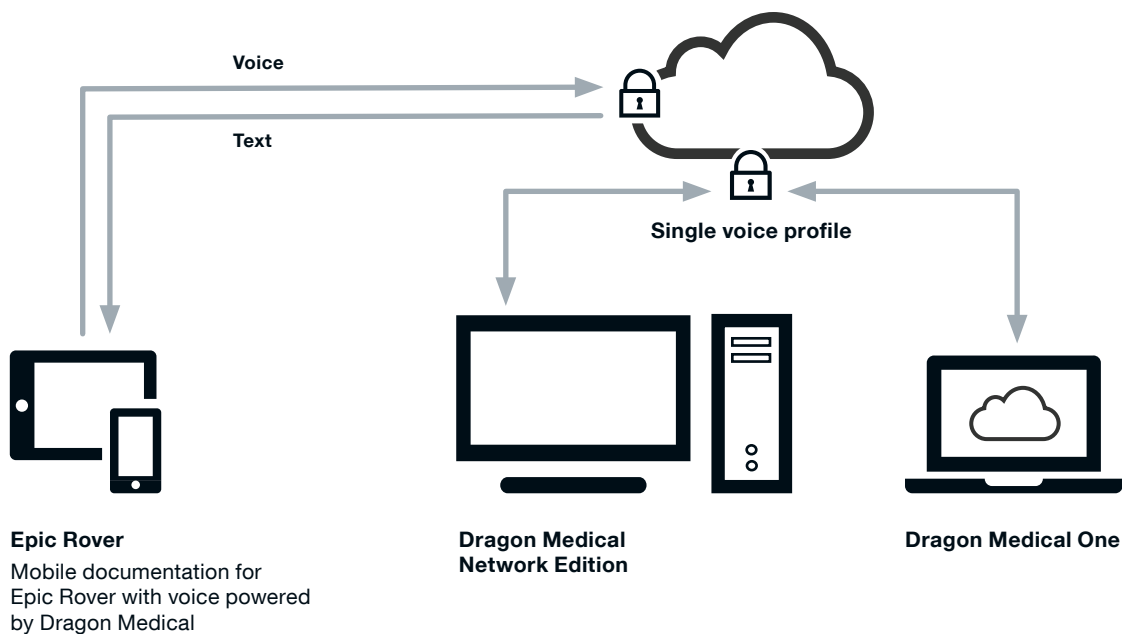 Voice
Text
Single voice profile
Epic Rover
Mobile documentation for
Epic Rover with voice powered
by Dragon Medical
Dragon Medical
Network Edition
Dragon Medical One